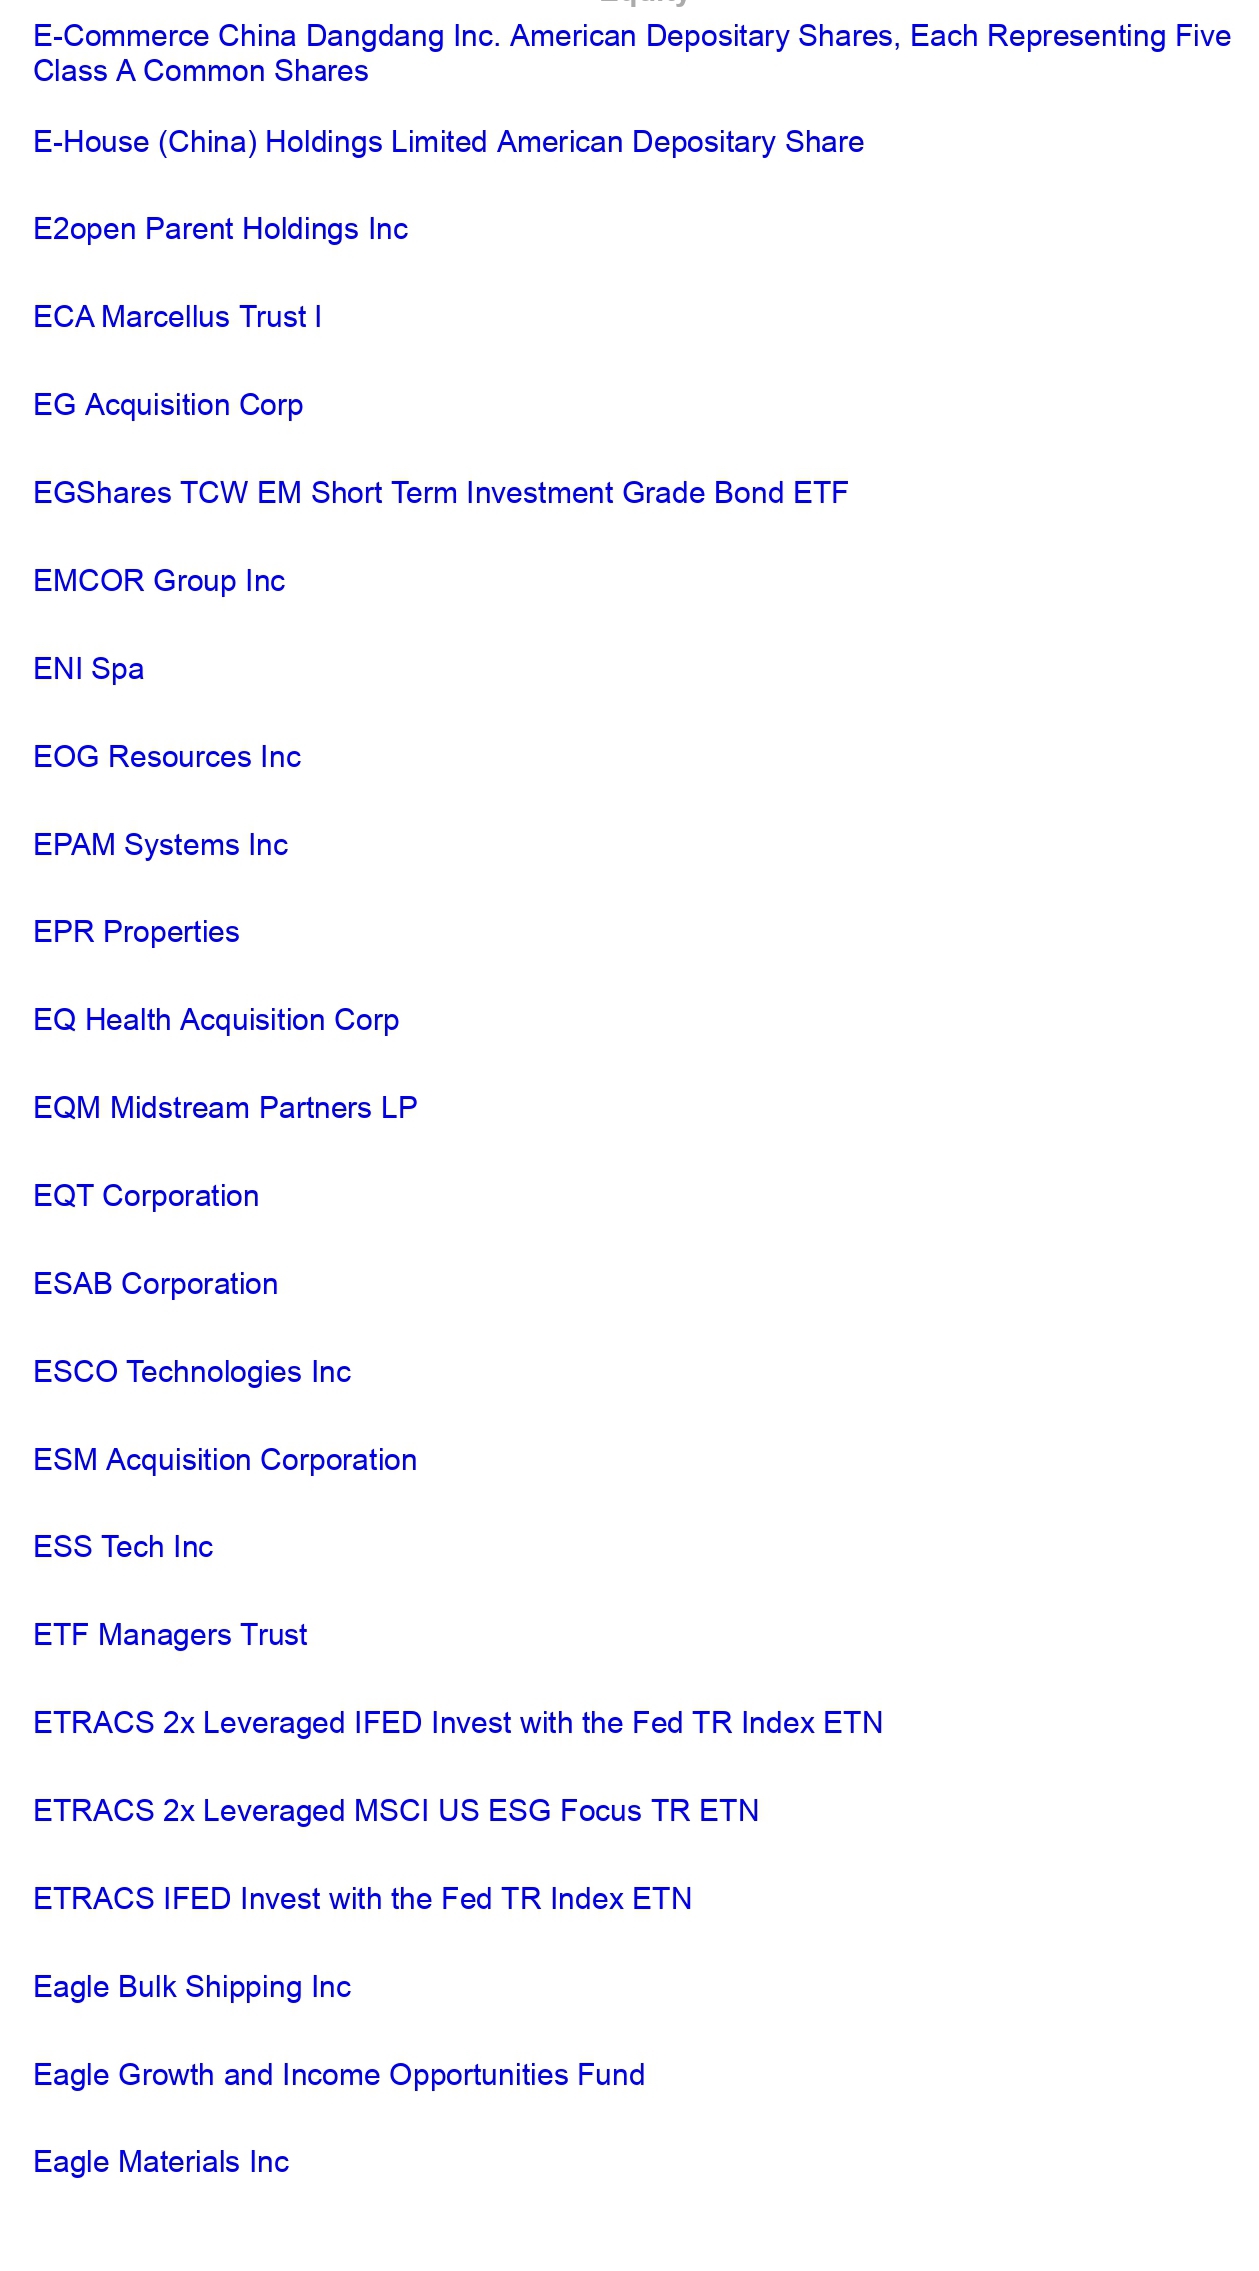 E-Commerce China Dangdang Inc. American Depositary Shares, Each Representing Five
Class A Common Shares
E-House (China) Holdings Limited American Depositary Share
E2open Parent Holdings Inc
ECA Marcellus Trust I
EG Acquisition Corp
EGShares TCW EM Short Term Investment Grade Bond ETF
EMCOR Group Inc
ENI Spa
EOG Resources Inc
EPAM Systems Inc
EPR Properties
EQ Health Acquisition Corp
EQM Midstream Partners LP
EQT Corporation
ESAB Corporation
ESCO Technologies Inc
ESM Acquisition Corporation
ESS Tech Inc
ETF Managers Trust
ETRACS 2x Leveraged IFED Invest with the Fed TR Index ETN
ETRACS 2x Leveraged MSCI US ESG Focus TR ETN
ETRACS IFED Invest with the Fed TR Index ETN
Eagle Bulk Shipping Inc
Eagle Growth and Income Opportunities Fund
Eagle Materials Inc